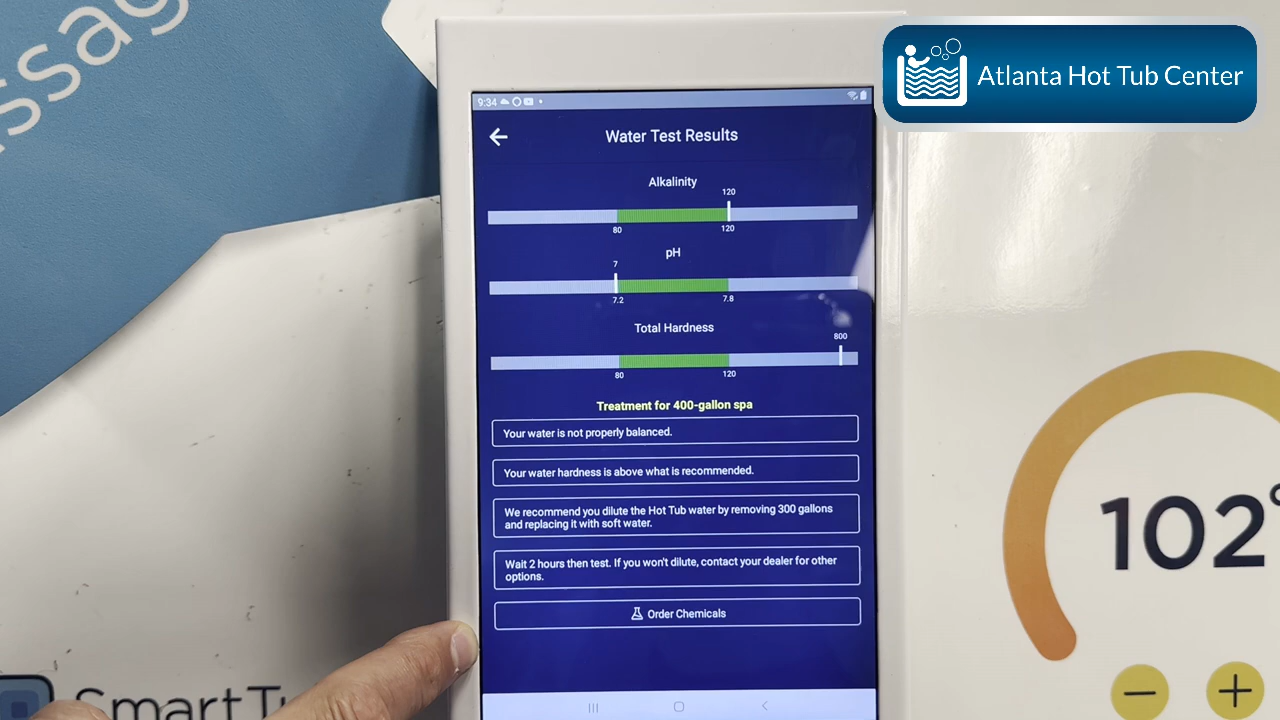 ssag
Atlanta Hot Tub Center
9:34
Water Test Results
Alkalinity
120
80
120
pH
7
7.2
7.8
Total Hardness
800
80
120
Treatment for 400-gallon spa
Your water is not properly balanced.
Your water hardness is above what is recommended.
We recommend you dilute the Hot Tub water by removing 300 gallons
and replacing it with soft water.
Wait 2 hours then test. If you won't dilute, contact your dealer for other
options.
Order Chemicals
102°
SmartTu